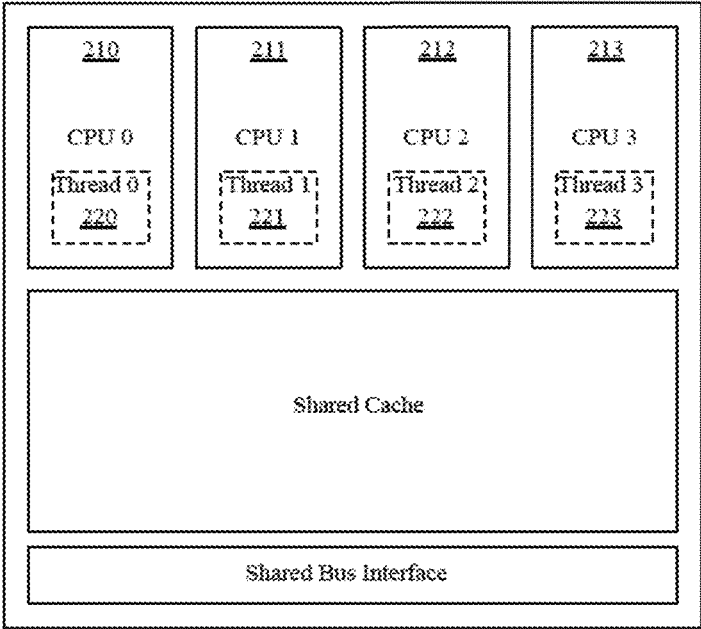 210 211 212 213
CPU 0 CPU 1 CPU 2 CPU 3
Thread 0 Thread 1 Thread 2 Thread 3
220 221 222 223
Shared Cache
Shared Bus Interface